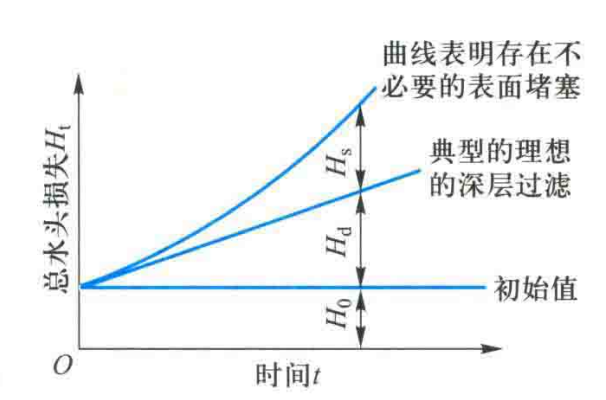 曲线表明存在不
必要的表面堵塞
总水头损失Hₜ
Hₛ
典型的理想
的深层过滤
H_d
初始值
H₀
O
时间t